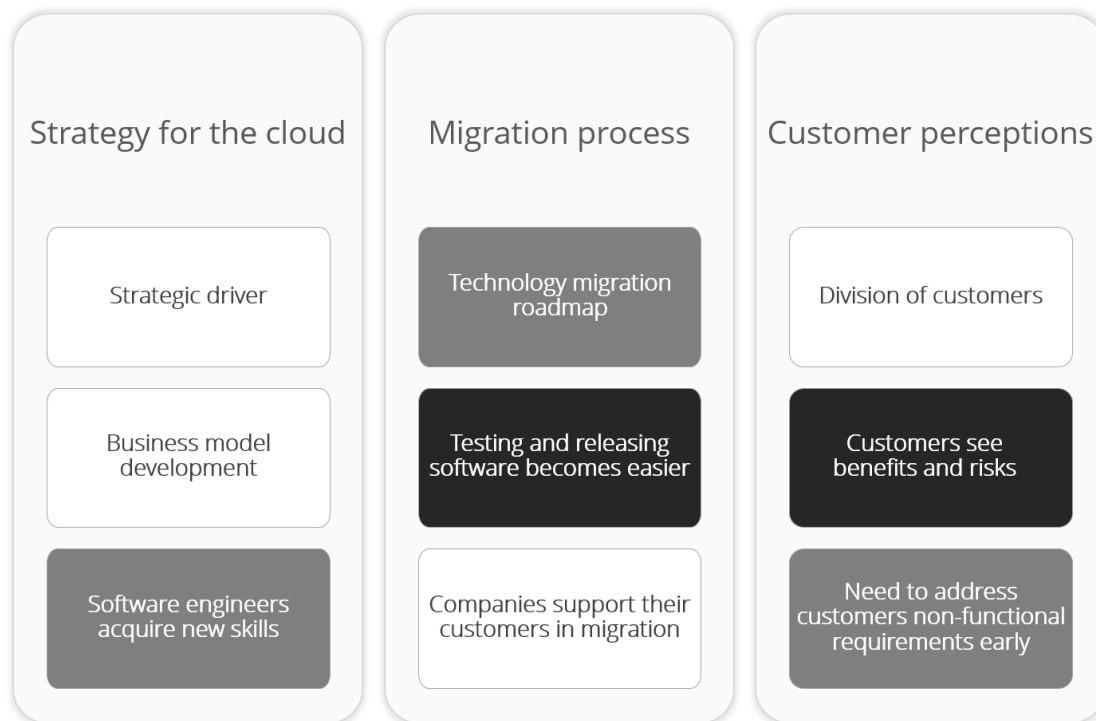 Strategy for the cloud
Strategic driver
Business model
development
Software engineers
acquire new skills
Migration process
Technology migration
roadmap
Testing and releasing
software becomes easier
Companies support their
customers in migration
Customer perceptions
Division of customers
Customers see
benefits and risks
Need to address
customers non-functional
requirements early